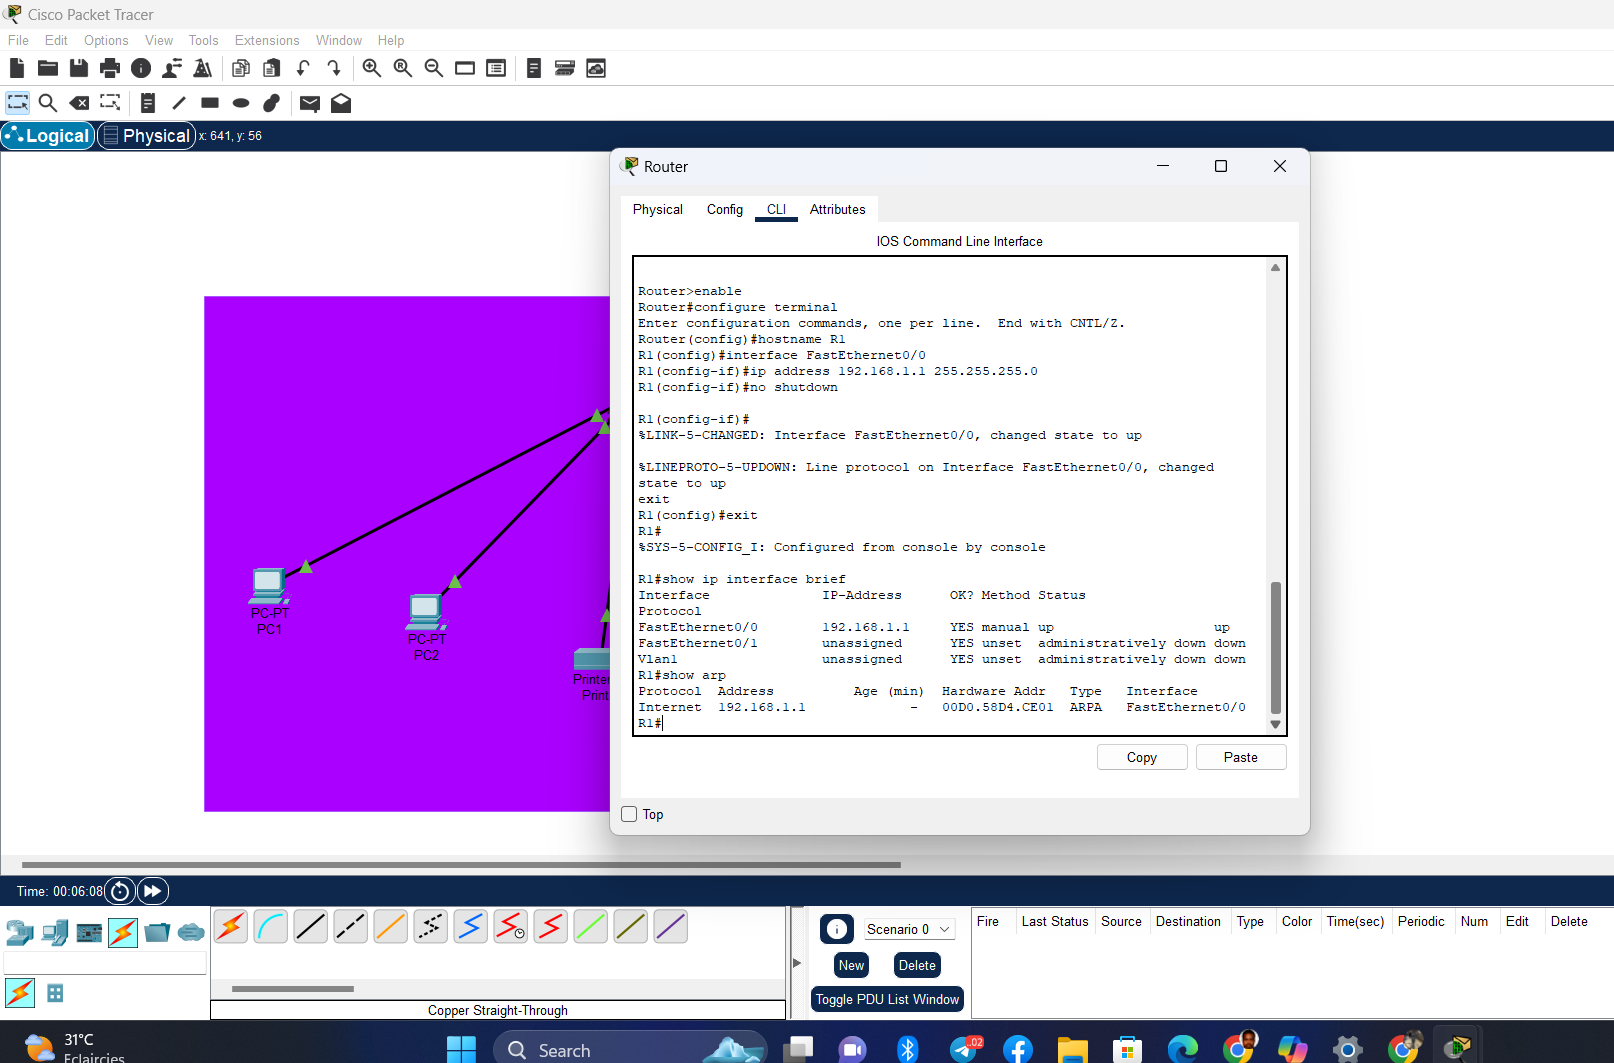 Cisco Packet Tracer
File Edit Options View Tools Extensions Window Help
Logical Physical x: 641, y: 56
Router
Physical Config CLI Attributes
IOS Command Line Interface
Router>enable
Router#configure terminal
Enter configuration commands, one per line.  End with CNTL/Z.
Router(config)#hostname R1
R1(config)#interface FastEthernet0/0
R1(config-if)#ip address 192.168.1.1 255.255.255.0
R1(config-if)#no shutdown
R1(config-if)#
%LINK-5-CHANGED: Interface FastEthernet0/0, changed state to up
%LINEPROTO-5-UPDOWN: Line protocol on Interface FastEthernet0/0, changed
state to up
exit
R1(config)#exit
R1#
%SYS-5-CONFIG_I: Configured from console by console
R1#show ip interface brief
Interface IP-Address OK? Method Status
Protocol
FastEthernet0/0 192.168.1.1 YES manual up up
FastEthernet0/1 unassigned YES unset administratively down down
Vlan1 unassigned YES unset administratively down down
R1#show arp
Protocol Address Age (min) Hardware Addr Type Interface
Internet 192.168.1.1 - 00D0.58D4.CE01 ARPA FastEthernet0/0
R1#
Copy Paste
Top
PC-PT
PC1
PC-PT
PC2
Printer
Print
Time: 00:06:08
Copper Straight-Through
Scenario 0
New Delete
Toggle PDU List Window
Fire Last Status Source Destination Type Color Time(sec) Periodic Num Edit Delete
31°C
Eclaircies
Search
..02